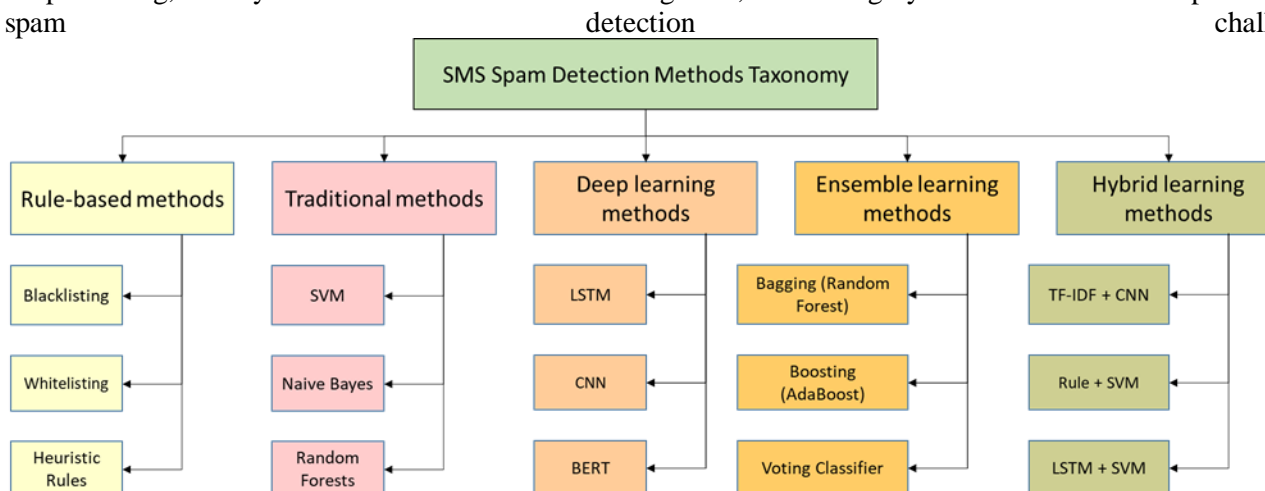 spam detection
SMS Spam Detection Methods Taxonomy
Rule-based methods
Traditional methods
Deep learning
methods
Ensemble learning
methods
Hybrid learning
methods
Blacklisting
SVM
LSTM
Bagging (Random
Forest)
TF-IDF + CNN
Whitelisting
Naive Bayes
CNN
Boosting
(AdaBoost)
Rule + SVM
Heuristic
Rules
Random
Forests
BERT
Voting Classifier
LSTM + SVM